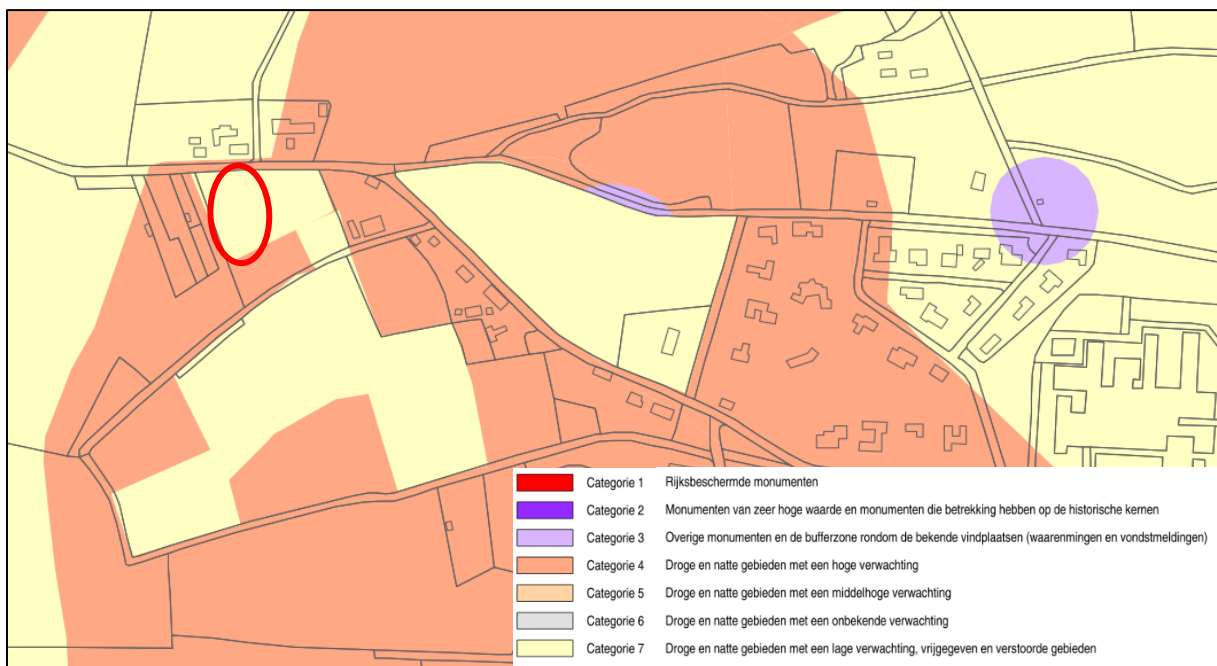 Categorie 1 Rijksbeschermde monumenten
Categorie 2 Monumenten van zeer hoge waarde en monumenten die betrekking hebben op de historische kernen
Categorie 3 Overige monumenten en de bufferzone rondom de bekende vindplaatsen (waarenmingen en vondstmeldingen)
Categorie 4 Droge en natte gebieden met een hoge verwachting
Categorie 5 Droge en natte gebieden met een middelhoge verwachting
Categorie 6 Droge en natte gebieden met een onbekende verwachting
Categorie 7 Droge en natte gebieden met een lage verwachting, vrijgegeven en verstoorde gebieden